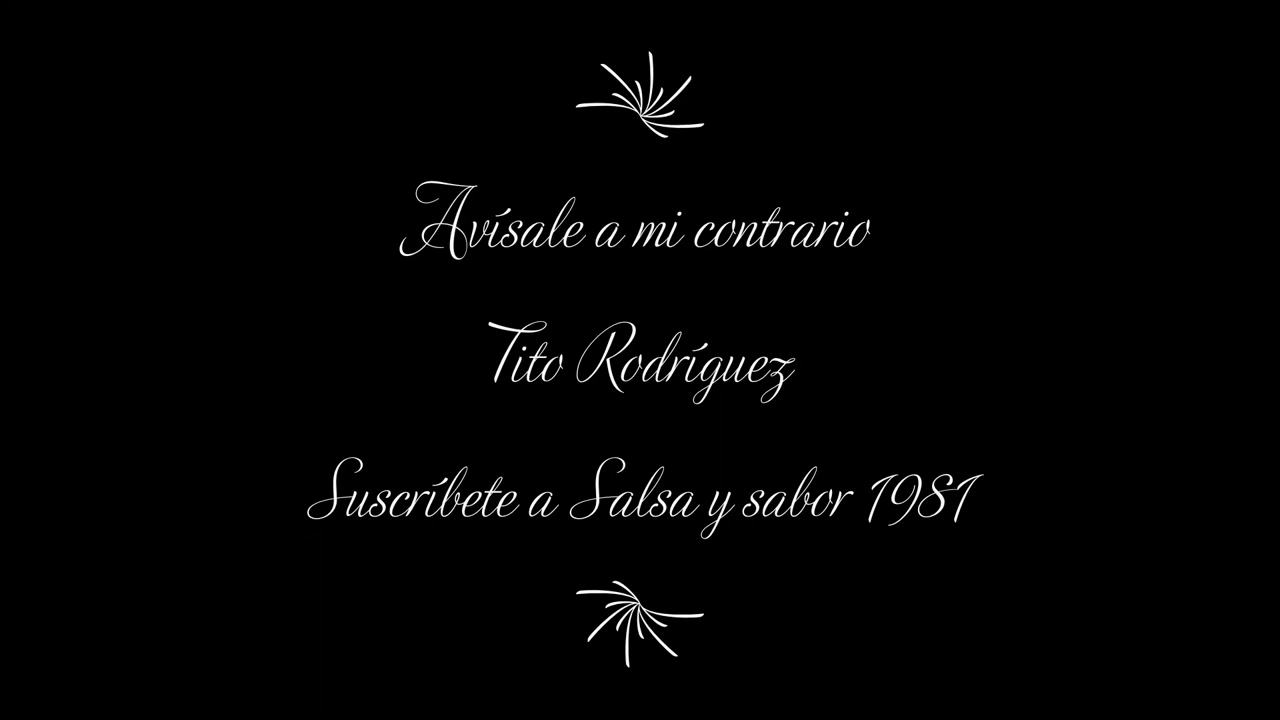 Avísale a mi contrario
Tito Rodríguez
Suscríbete a Salsa y sabor 1981